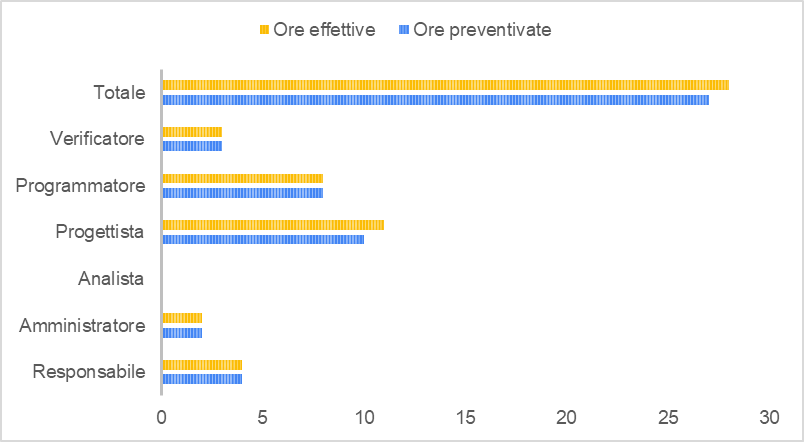 Ore effettive Ore preventivate
Totale
Verificatore
Programmatore
Progettista
Analista
Amministratore
Responsabile
0 5 10 15 20 25 30